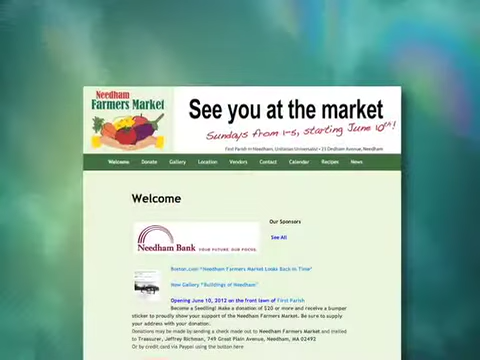 Needham
Farmers Market
See you at the market
Sundays from 1-5, starting June 10th!
First Parish in Needham, Unitarian Universalist • 23 Dedham Avenue, Needham
Welcome Donate Gallery Location Vendors Contact Calendar Recipes News
Welcome
Our Sponsors
Needham Bank YOUR FUTURE. OUR FOCUS.
See All
Boston.com "Needham Farmers Market Looks Back in Time"
New Gallery "Buildings of Needham"
Opening June 10, 2012 on the front lawn of First Parish
Become a Seedling! Make a donation of $20 or more and receive a bumper
sticker to proudly show your support of the Needham Farmers Market. Be sure to supply
your address with your donation.
Donations may be made by sending a check made out to Needham Farmers Market and mailed
to Treasurer, Jeffrey Richman, 749 Great Plain Avenue, Needham, MA 02492
Or by credit card via Paypal using the button here